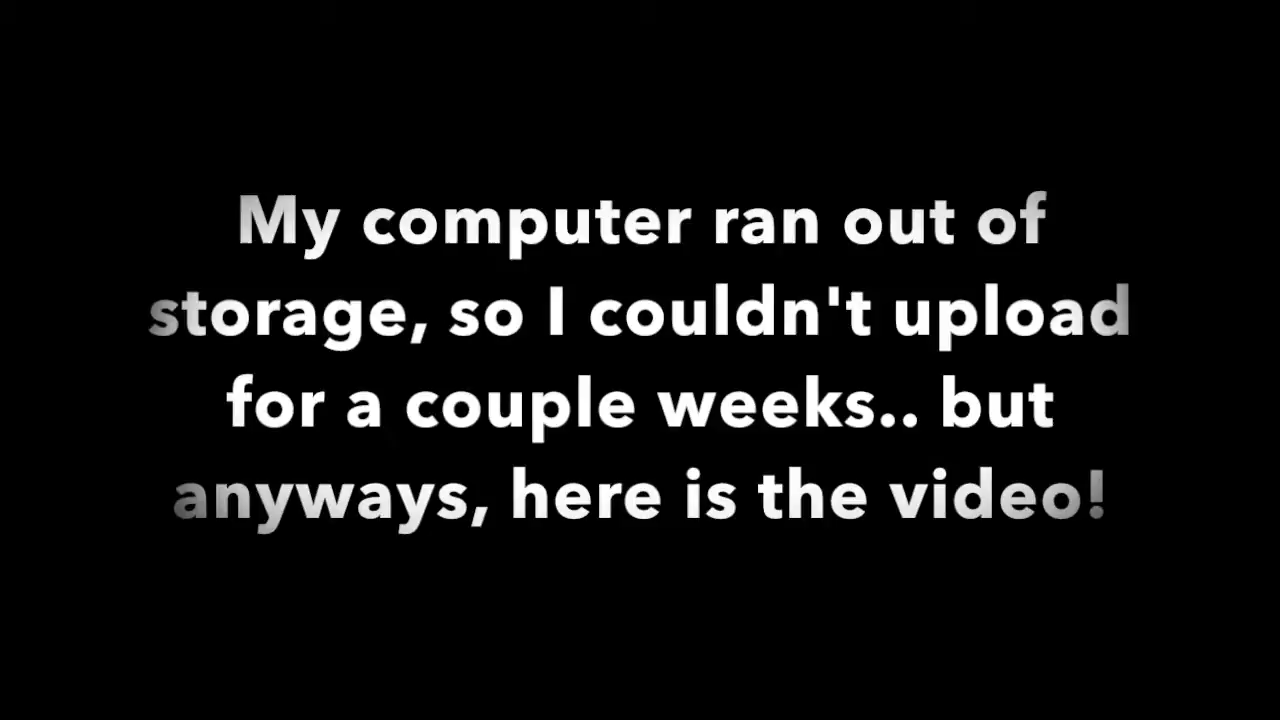 My computer ran out of
storage, so I couldn't upload
for a couple weeks.. but
anyways, here is the video!